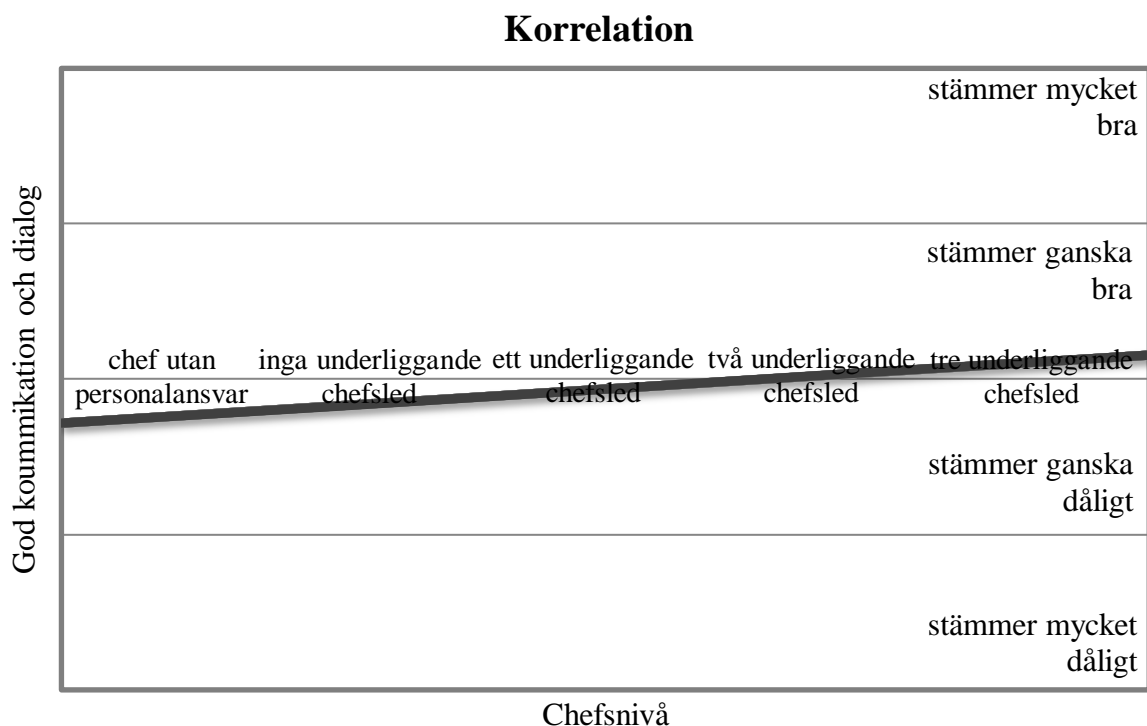 Korrelation
God koummikation och dialog
stämmer mycket
bra
stämmer ganska
bra
chef utan
personalansvar
inga underliggande
chefsled
ett underliggande
chefsled
två underliggande
chefsled
tre underliggande
chefsled
stämmer ganska
dåligt
stämmer mycket
dåligt
Chefsnivå